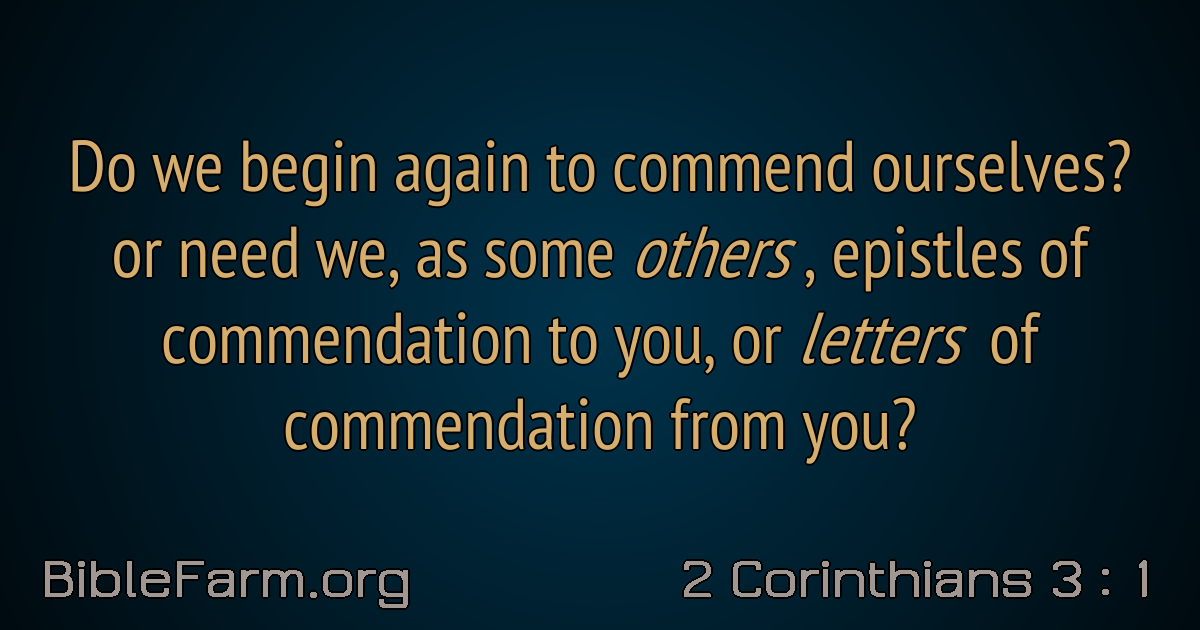 Do we begin again to commend ourselves?
or need we, as some others , epistles of
commendation to you, or letters of
commendation from you?
BibleFarm.org
2 Corinthians 3 : 1